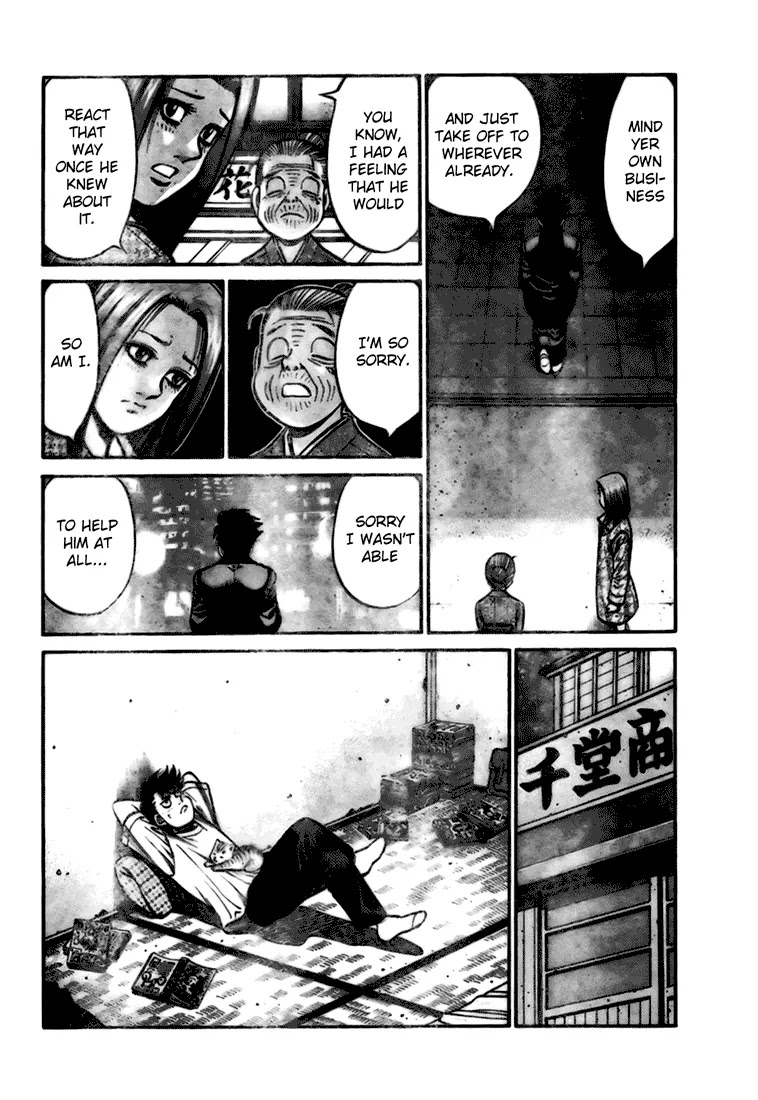 MIND
YER
OWN
BUSI-
NESS
AND JUST
TAKE OFF TO
WHEREVER
ALREADY.
YOU
KNOW,
I HAD A
FEELING
THAT HE
WOULD
花
REACT
THAT
WAY
ONCE HE
KNEW
ABOUT
IT.
I'M SO
SORRY.
SO
AM I.
SORRY
I WASN'T
ABLE
TO HELP
HIM AT
ALL...
千堂商